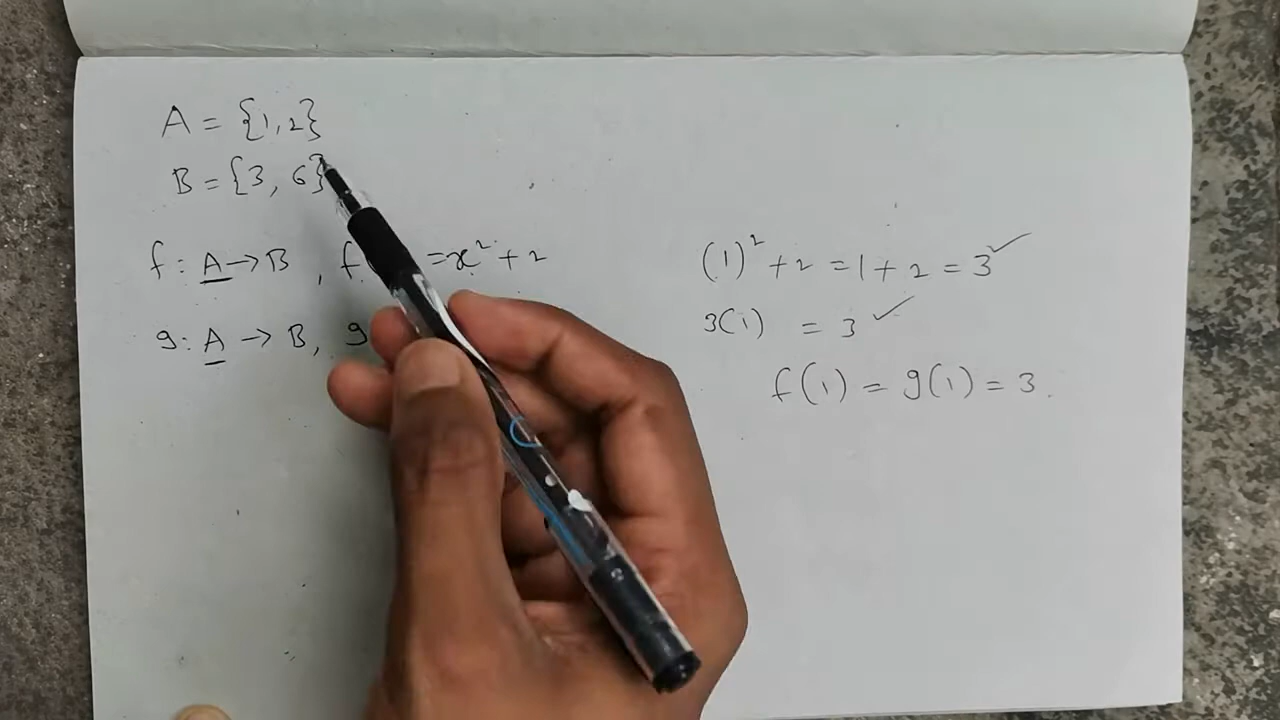 A = {1, 2}
B = {3, 6}
f : A → B , f( = x² + 2
g : A → B, g
(1)² + 2 = 1 + 2 = 3 ✓
3(1) = 3 ✓
f(1) = g(1) = 3.